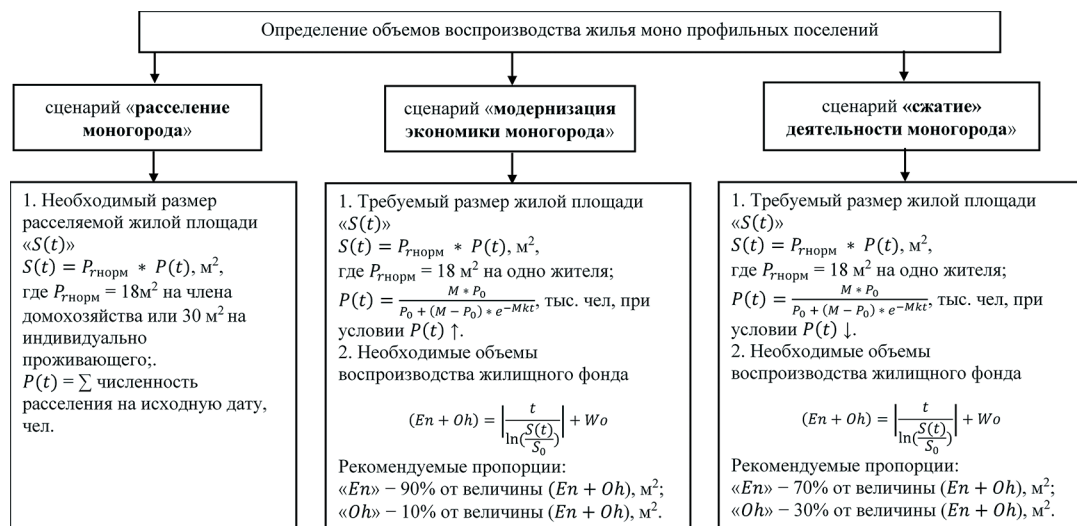 Определение объемов воспроизводства жилья моно профильных поселений
сценарий «расселение
моногорода»
сценарий «модернизация
экономики моногорода»
сценарий «сжатие»
деятельности моногорода»
1. Необходимый размер
расселяемой жилой площади
«S(t)»
S(t) = Pᵣнорм ∗ P(t), м²,
где Pᵣнорм = 18м² на члена
домохозяйства или 30 м² на
индивидуально
проживающего;.
P(t) = ∑ численность
расселения на исходную дату,
чел.
1. Требуемый размер жилой площади
«S(t)»
S(t) = Pᵣнорм ∗ P(t), м²,
где Pᵣнорм = 18 м² на одно жителя;
P(t) = M ∗ P₀ / (P₀ + (M − P₀) ∗ e^(−Mkt)), тыс. чел, при
условии P(t) ↑.
2. Необходимые объемы
воспроизводства жилищного фонда
(En + Oh) = |t / ln(S(t)/S₀)| + Wo
Рекомендуемые пропорции:
«En» − 90% от величины (En + Oh), м²;
«Oh» − 10% от величины (En + Oh), м².
1. Требуемый размер жилой площади
«S(t)»
S(t) = Pᵣнорм ∗ P(t), м²,
где Pᵣнорм = 18 м² на одно жителя;
P(t) = M ∗ P₀ / (P₀ + (M − P₀) ∗ e^(−Mkt)), тыс. чел, при
условии P(t) ↓.
2. Необходимые объемы
воспроизводства жилищного фонда
(En + Oh) = |t / ln(S(t)/S₀)| + Wo
Рекомендуемые пропорции:
«En» − 70% от величины (En + Oh), м²;
«Oh» − 30% от величины (En + Oh), м².